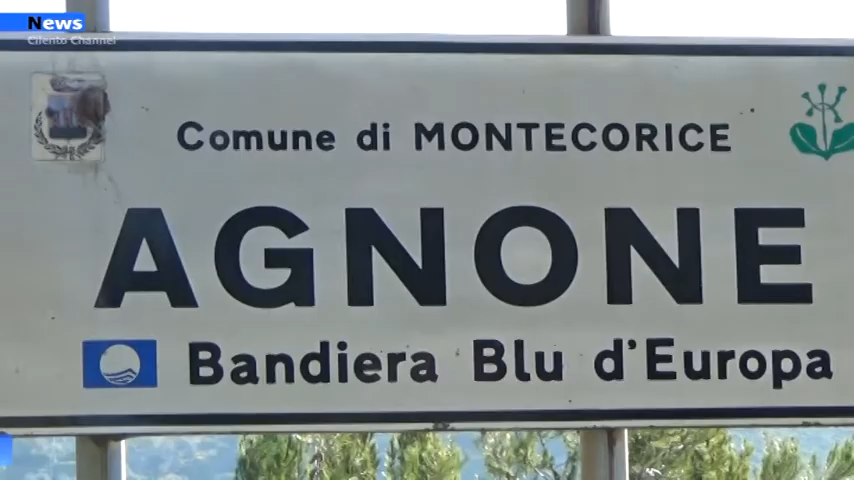 News
Cilento Channel
Comune di MONTECORICE
AGNONE
Bandiera Blu d'Europa